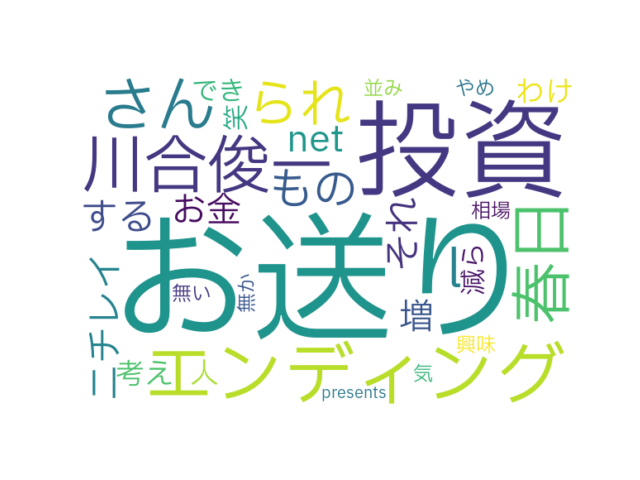 さん
でき
笑
られ
並み
やめ
わけ
川合俊一
net
投資
もの
する
お金
それ
相場
春日
お送り
減ら
ニチレイ
無い
無か
増
興味
考え
人
エンディング
気
presents